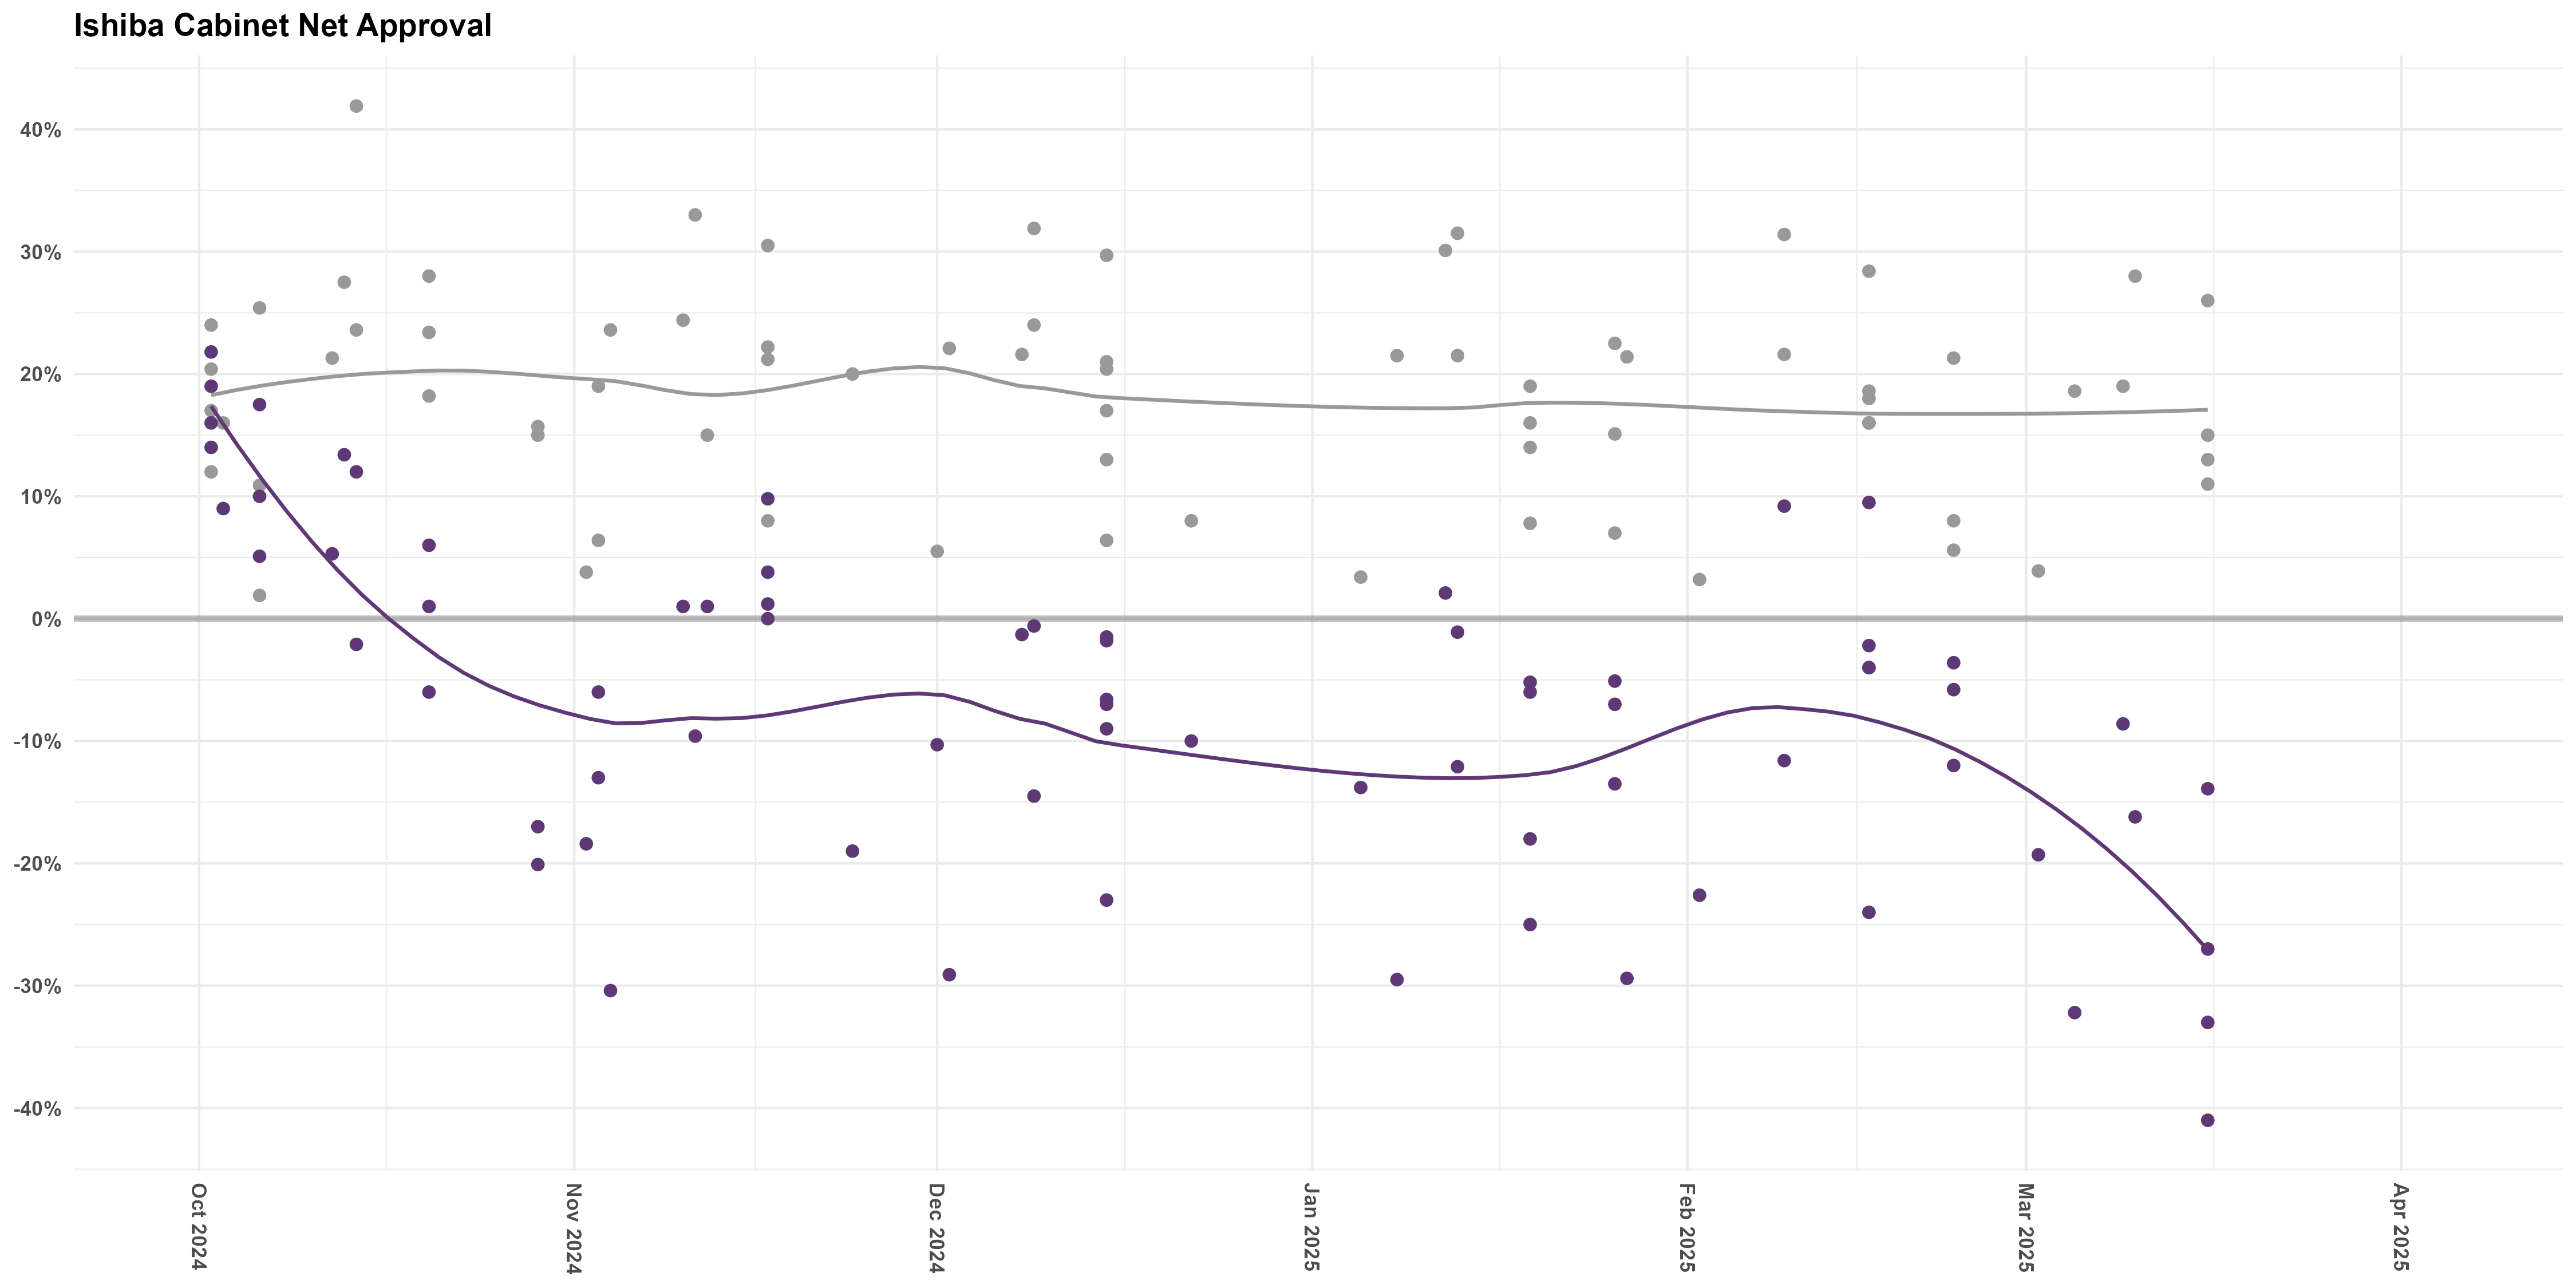 Ishiba Cabinet Net Approval
40%
30%
20%
10%
0%
-10%
-20%
-30%
-40%
Oct 2024
Nov 2024
Dec 2024
Jan 2025
Feb 2025
Mar 2025
Apr 2025